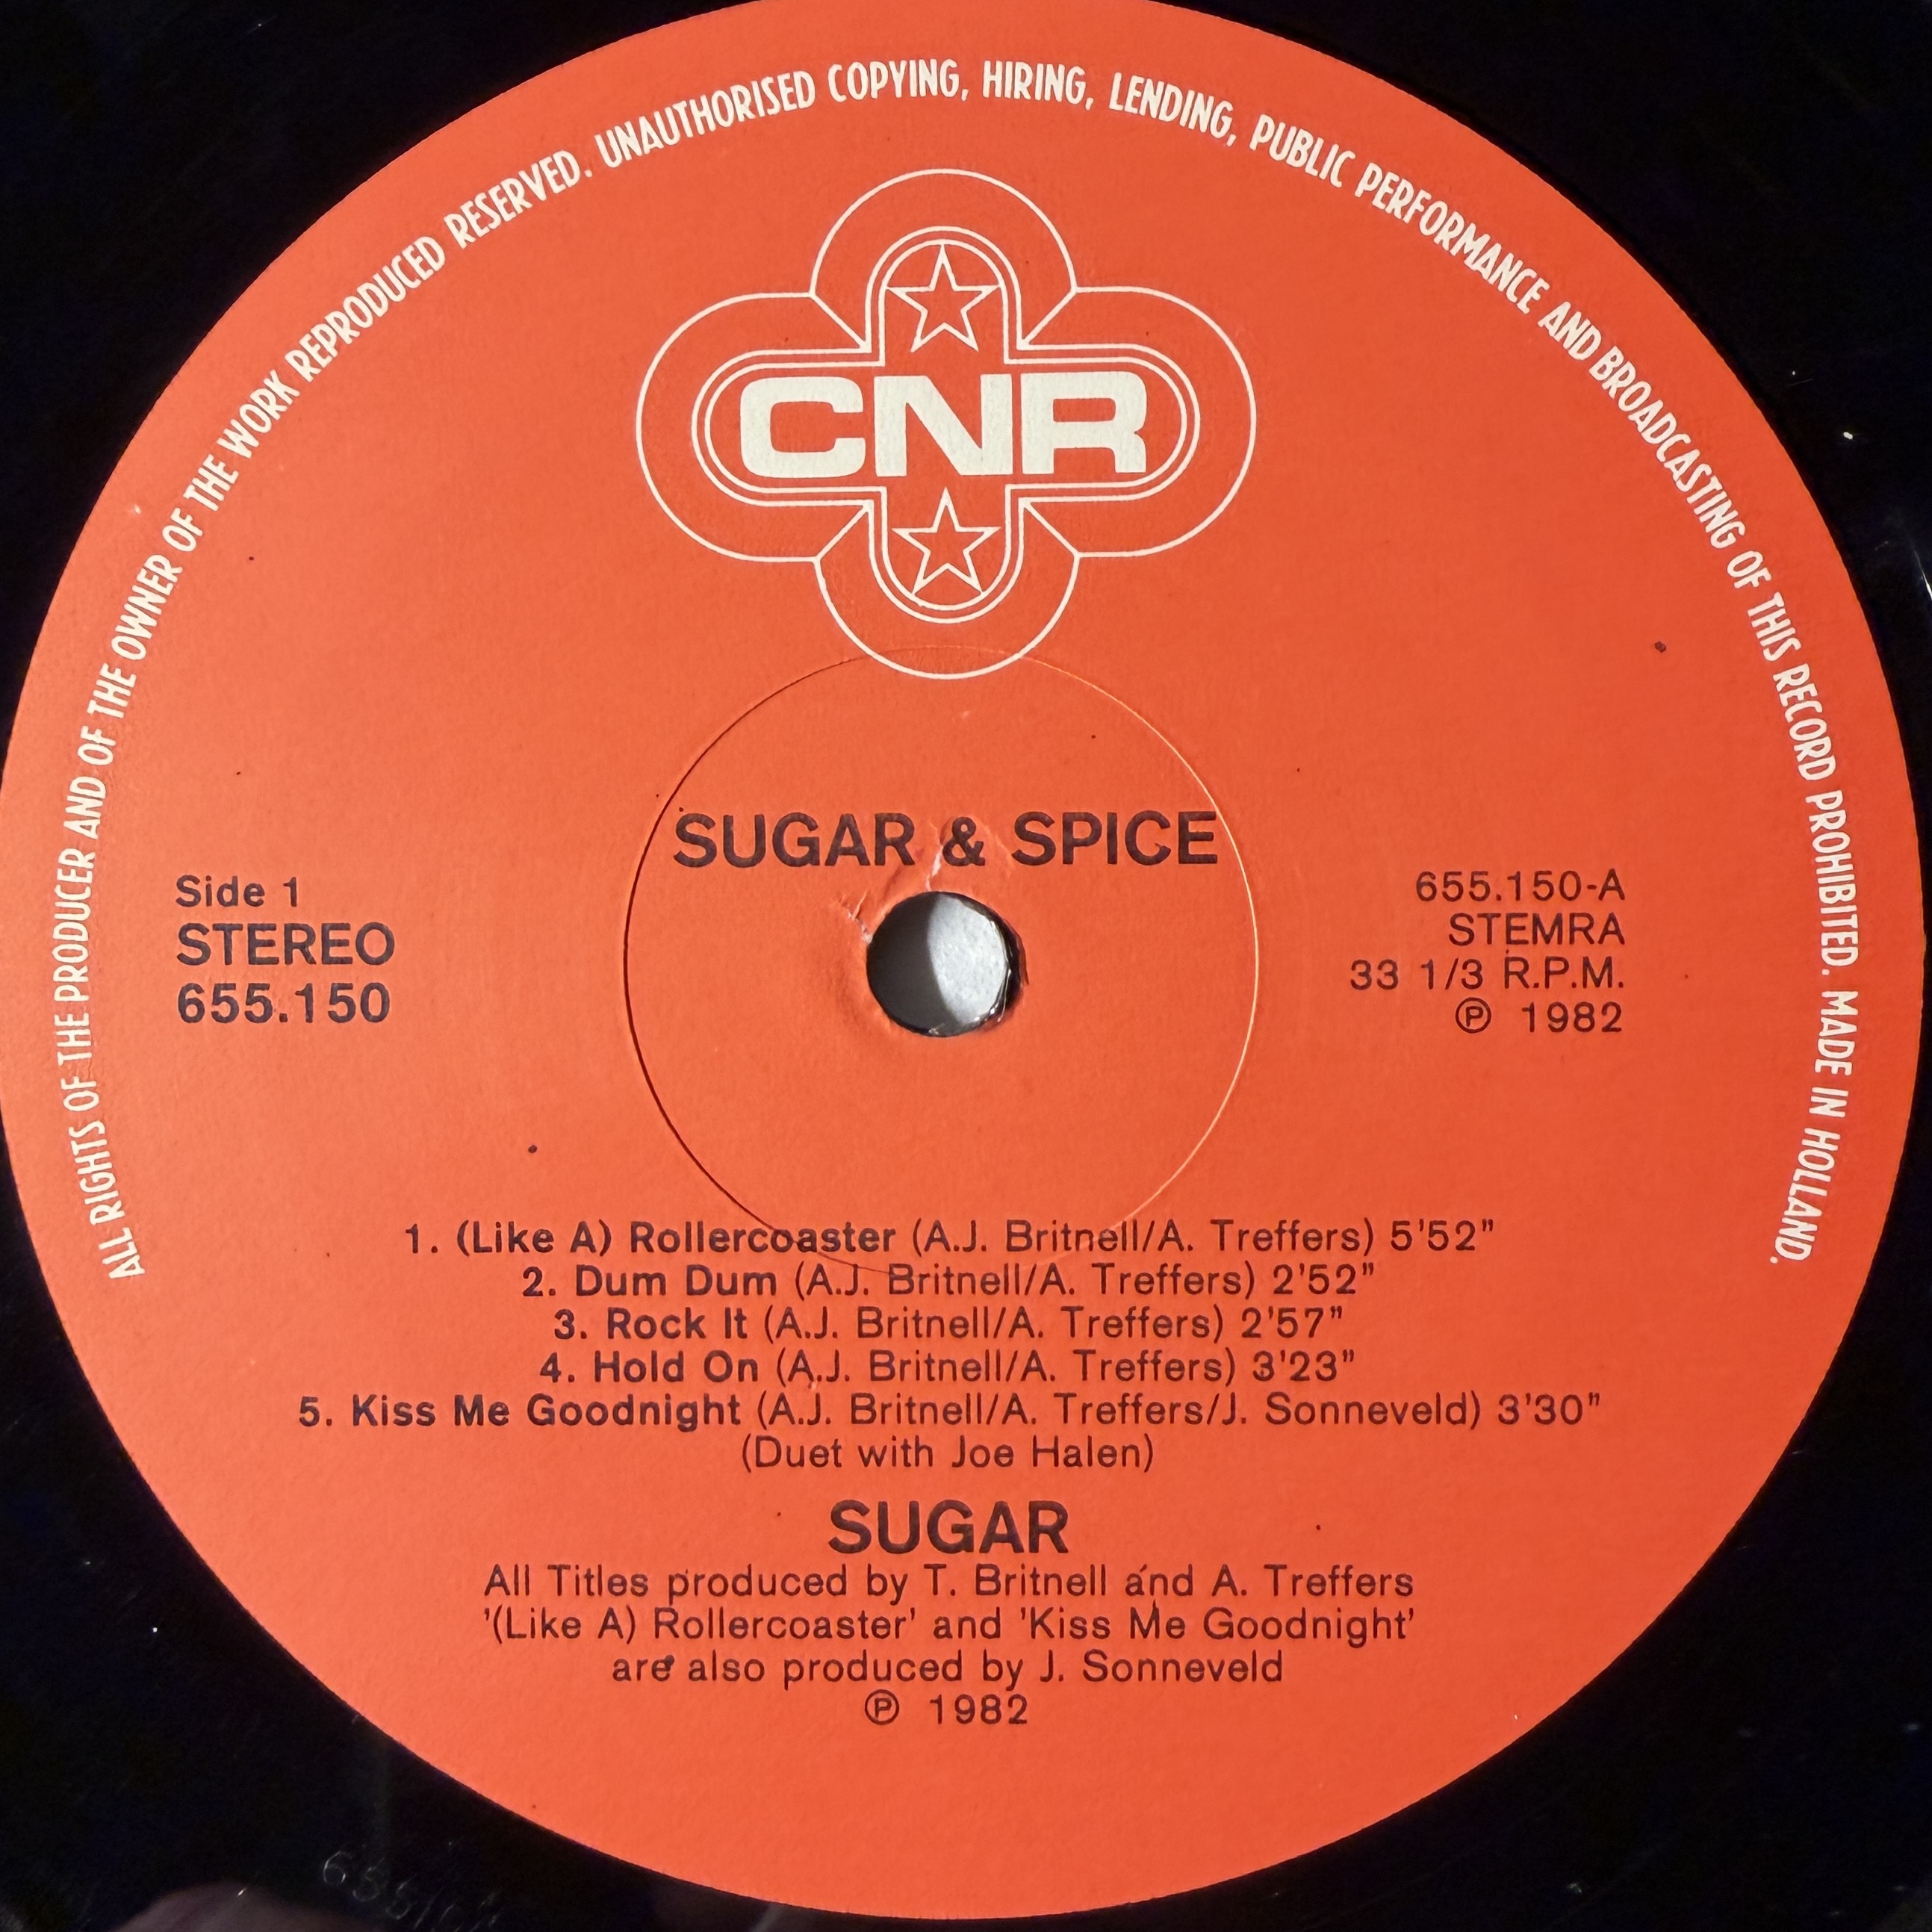 ALL RIGHTS OF THE PRODUCER AND OF THE OWNER OF THE WORK REPRODUCED RESERVED. UNAUTHORISED COPYING, HIRING, LENDING, PUBLIC PERFORMANCE AND BROADCASTING OF THIS RECORD PROHIBITED. MADE IN HOLLAND.
CNR
SUGAR & SPICE
Side 1
STEREO
655.150
655.150-A
STEMRA
33 1/3 R.P.M.
℗ 1982
1. (Like A) Rollercoaster (A.J. Britnell/A. Treffers) 5'52"
2. Dum Dum (A.J. Britnell/A. Treffers) 2'52"
3. Rock It (A.J. Britnell/A. Treffers) 2'57"
4. Hold On (A.J. Britnell/A. Treffers) 3'23"
5. Kiss Me Goodnight (A.J. Britnell/A. Treffers/J. Sonneveld) 3'30"
(Duet with Joe Halen)
SUGAR
All Titles produced by T. Britnell and A. Treffers
'(Like A) Rollercoaster' and 'Kiss Me Goodnight'
are also produced by J. Sonneveld
℗ 1982